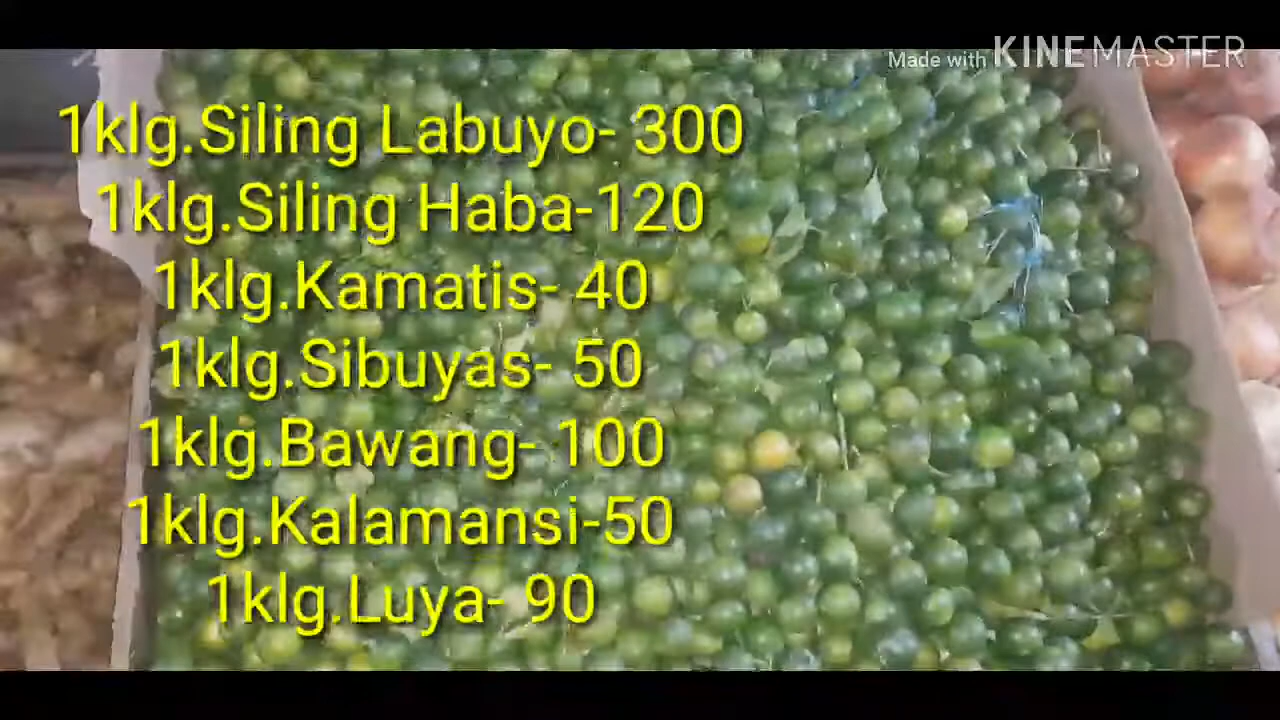 Made with KINEMASTER
1klg.Siling Labuyo- 300
1klg.Siling Haba-120
1klg.Kamatis- 40
1klg.Sibuyas- 50
1klg.Bawang- 100
1klg.Kalamansi-50
1klg.Luya- 90